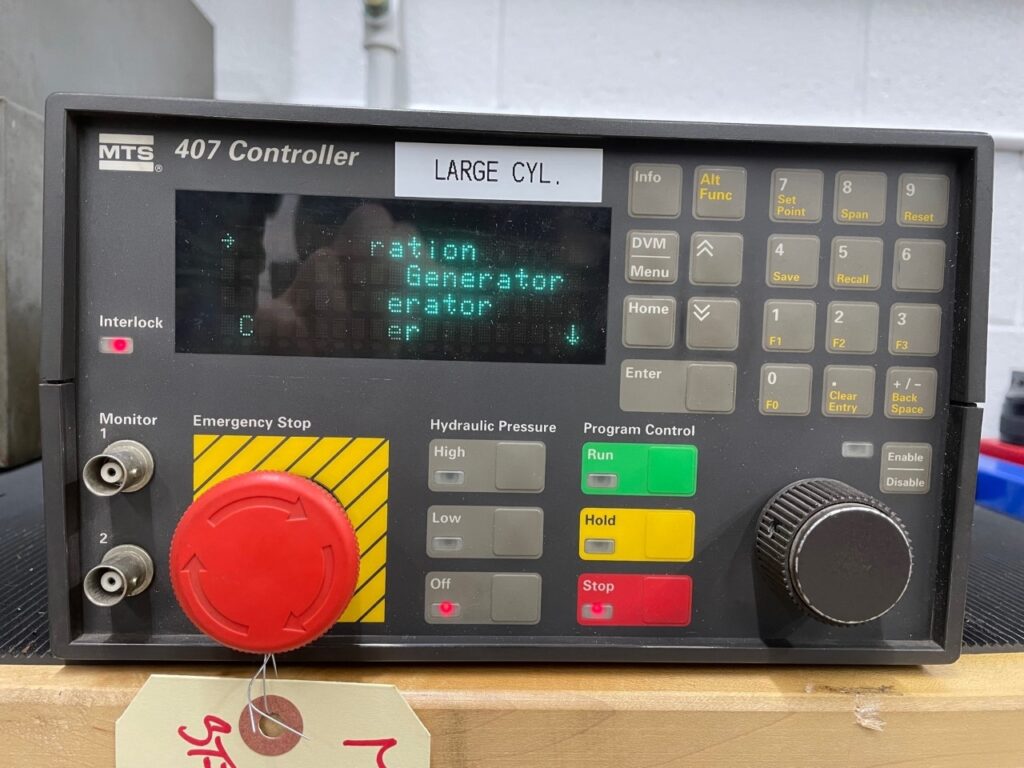 MTS
®
407 Controller
LARGE CYL.
→ ration
Generator
erator
C er ↓
Interlock
Monitor
1
2
Emergency Stop
Hydraulic Pressure
High
Low
Off
Program Control
Run
Hold
Stop
Info
Alt
Func
7
Set
Point
8
Span
9
Reset
DVM
Menu
4
Save
5
Recall
6
Home
1
F1
2
F2
3
F3
Enter
0
F0
.
Clear
Entry
+/-
Back
Space
Enable
Disable